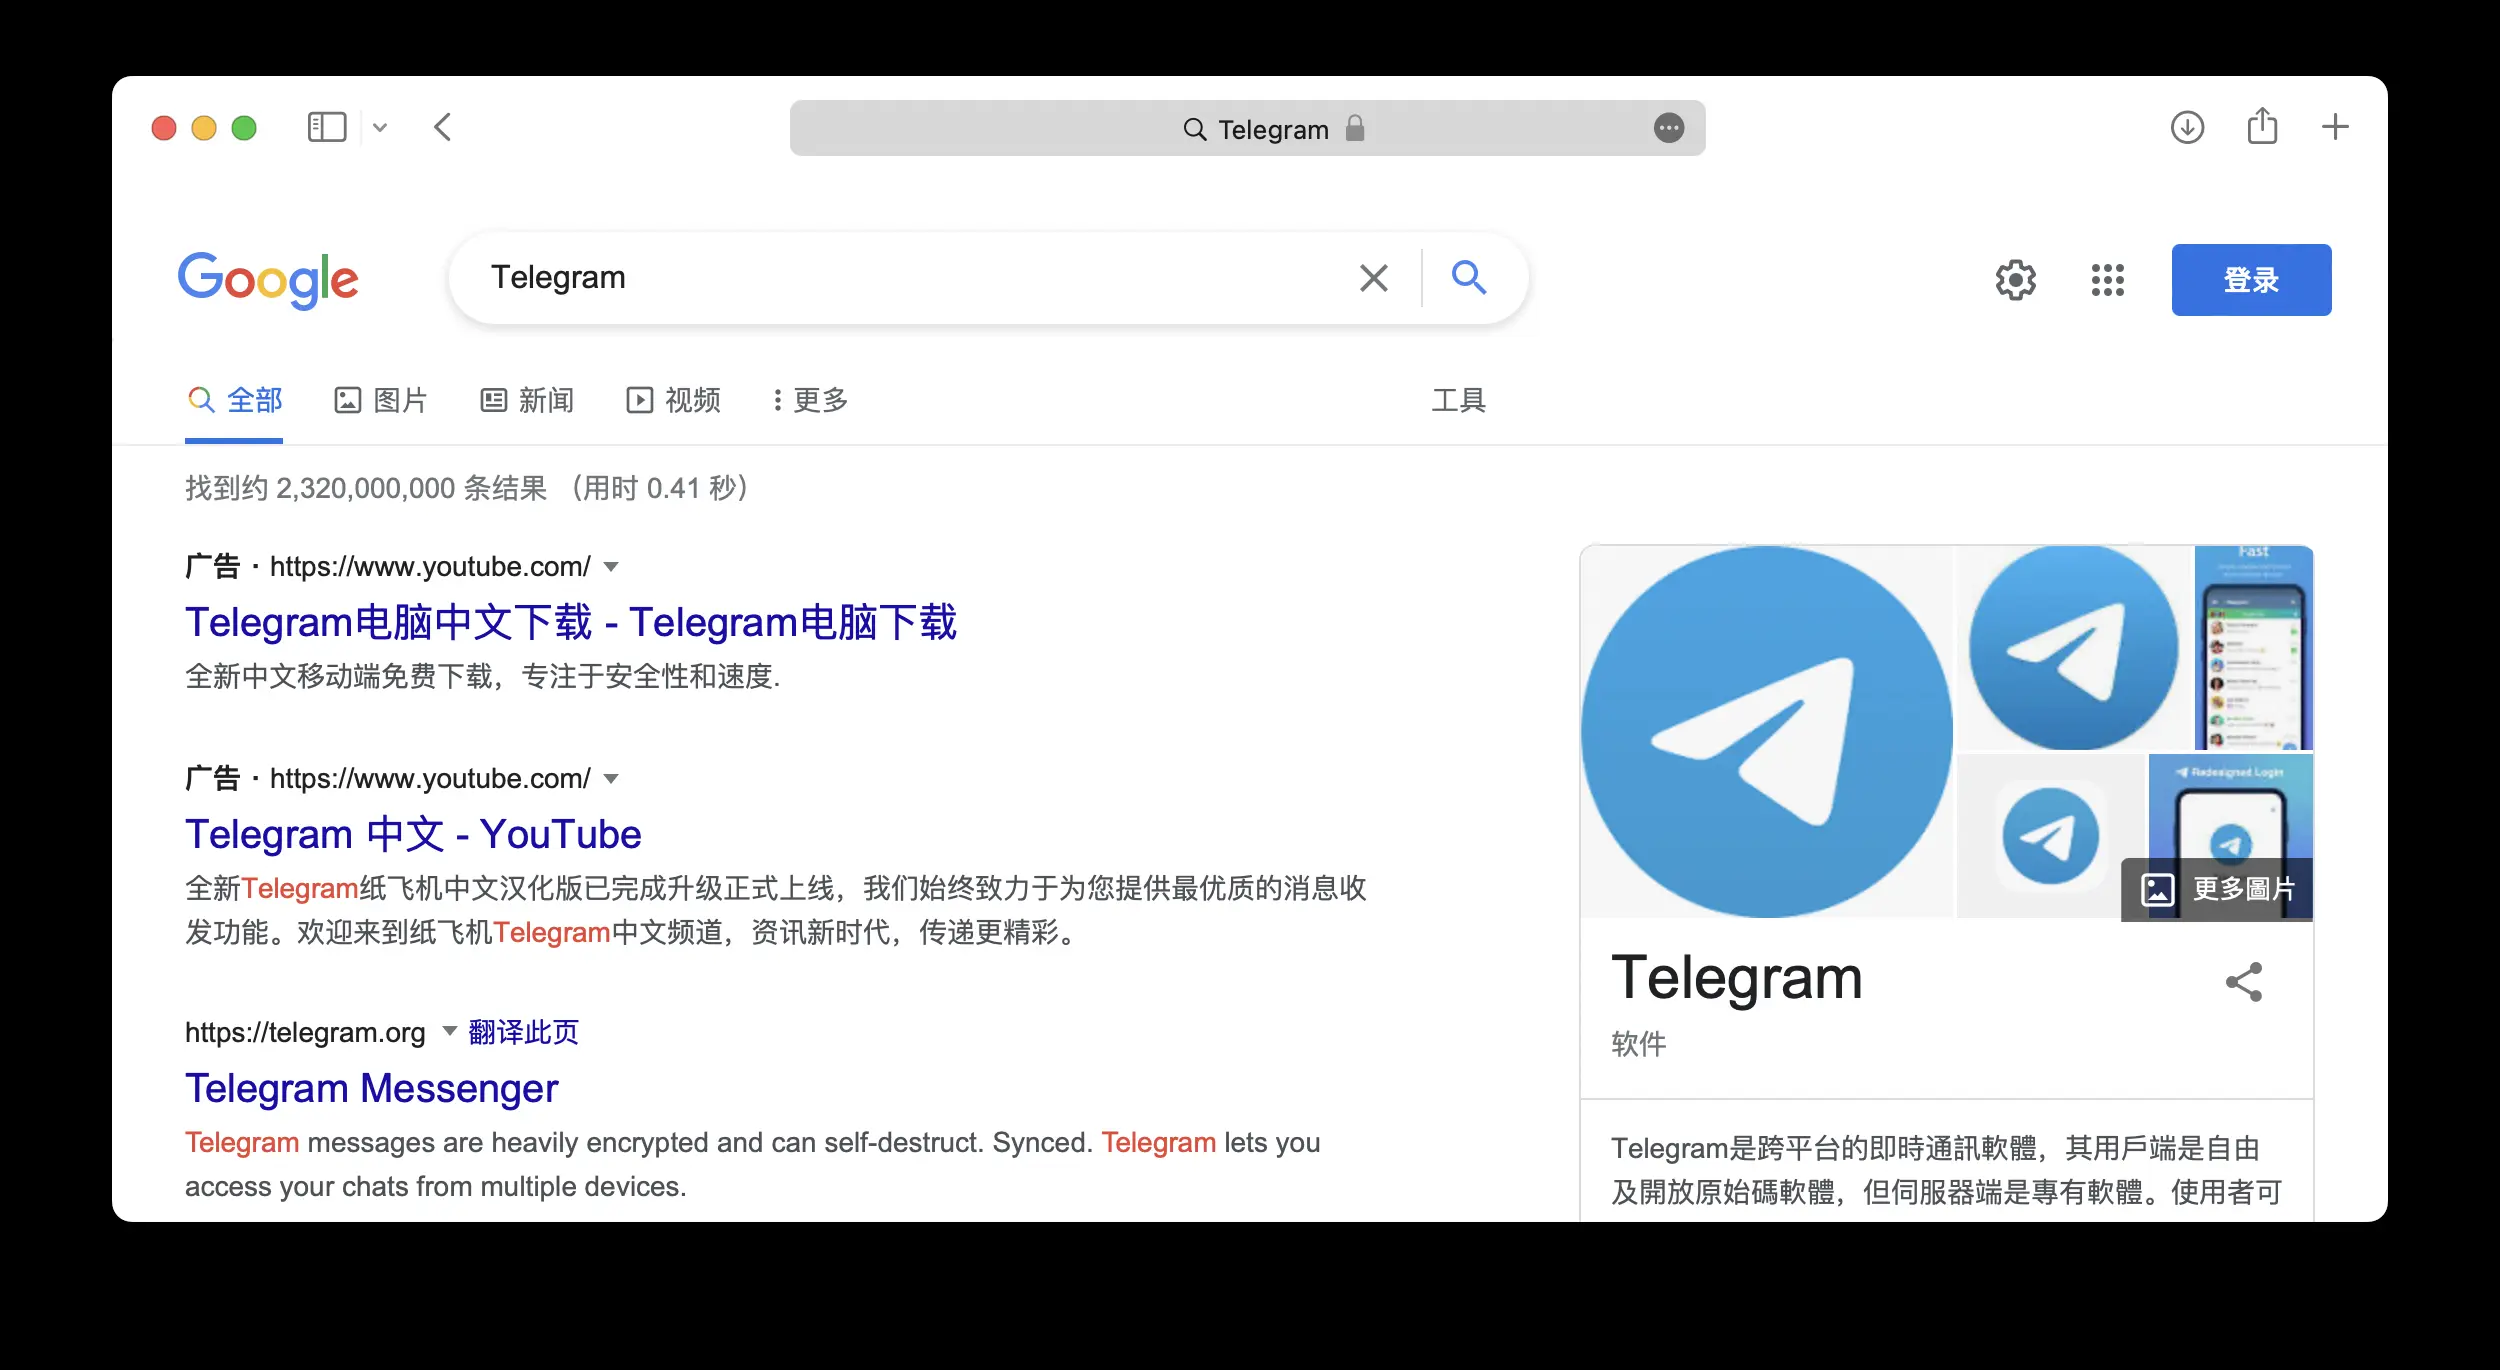 Telegram
Google
Telegram
登录
全部
图片
新闻
视频
更多
工具
找到约 2,320,000,000 条结果 （用时 0.41 秒）
广告 · https://www.youtube.com/
Telegram电脑中文下载 - Telegram电脑下载
全新中文移动端免费下载，专注于安全性和速度.
广告 · https://www.youtube.com/
Telegram 中文 - YouTube
全新Telegram纸飞机中文汉化版已完成升级正式上线，我们始终致力于为您提供最优质的消息收
发功能。欢迎来到纸飞机Telegram中文频道，资讯新时代，传递更精彩。
https://telegram.org 翻译此页
Telegram Messenger
Telegram messages are heavily encrypted and can self-destruct. Synced. Telegram lets you
access your chats from multiple devices.
Fast
Redesigned Login
更多圖片
Telegram
软件
Telegram是跨平台的即時通訊軟體，其用戶端是自由
及開放原始碼軟體，但伺服器端是專有軟體。使用者可